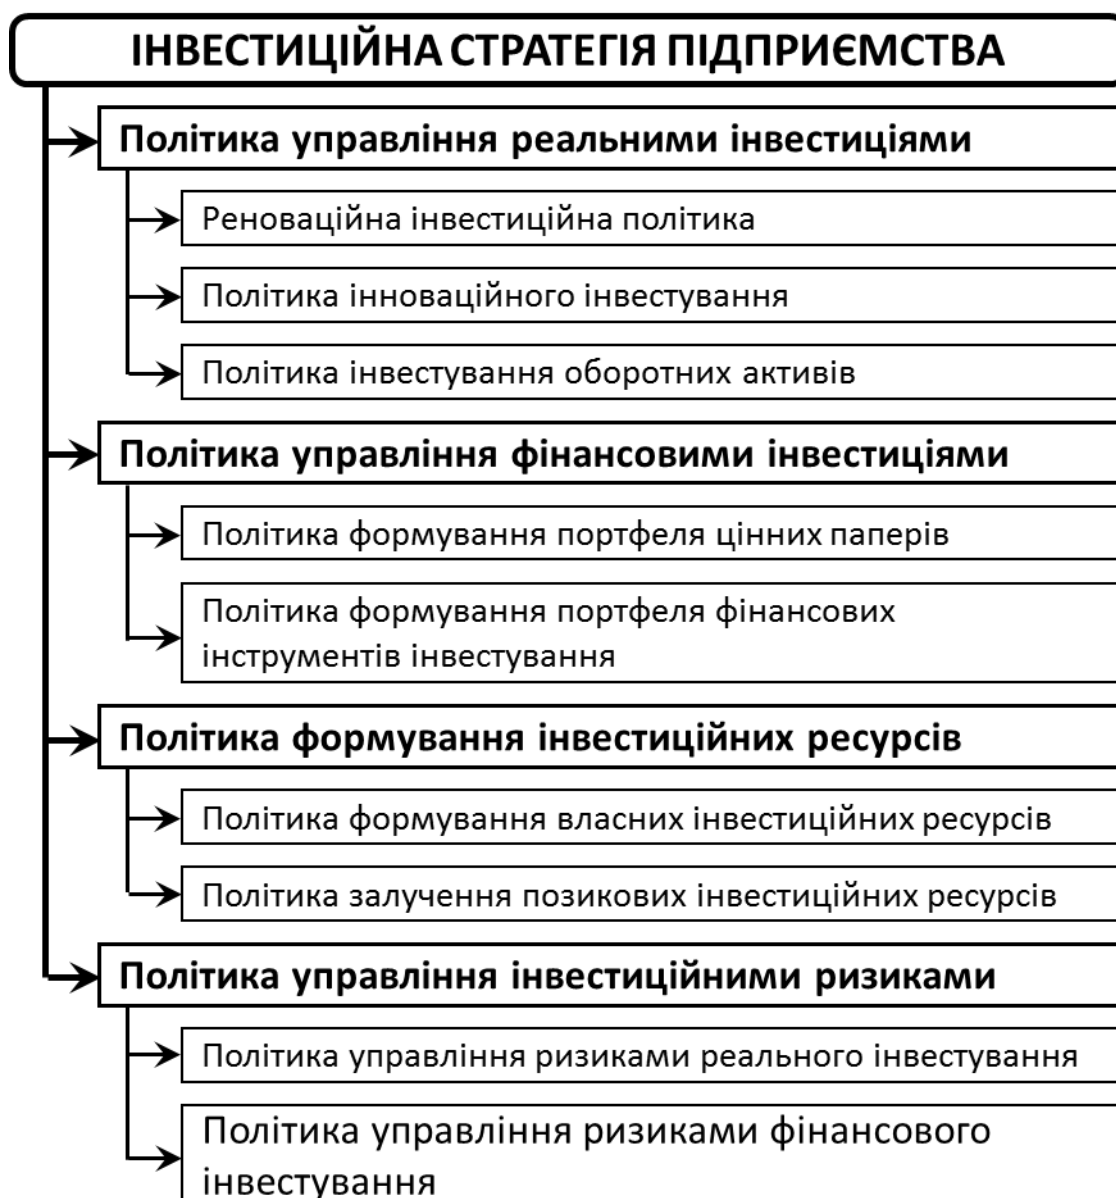 ІНВЕСТИЦІЙНА СТРАТЕГІЯ ПІДПРИЄМСТВА
Політика управління реальними інвестиціями
Реноваційна інвестиційна політика
Політика інноваційного інвестування
Політика інвестування оборотних активів
Політика управління фінансовими інвестиціями
Політика формування портфеля цінних паперів
Політика формування портфеля фінансових
інструментів інвестування
Політика формування інвестиційних ресурсів
Політика формування власних інвестиційних ресурсів
Політика залучення позикових інвестиційних ресурсів
Політика управління інвестиційними ризиками
Політика управління ризиками реального інвестування
Політика управління ризиками фінансового
інвестування